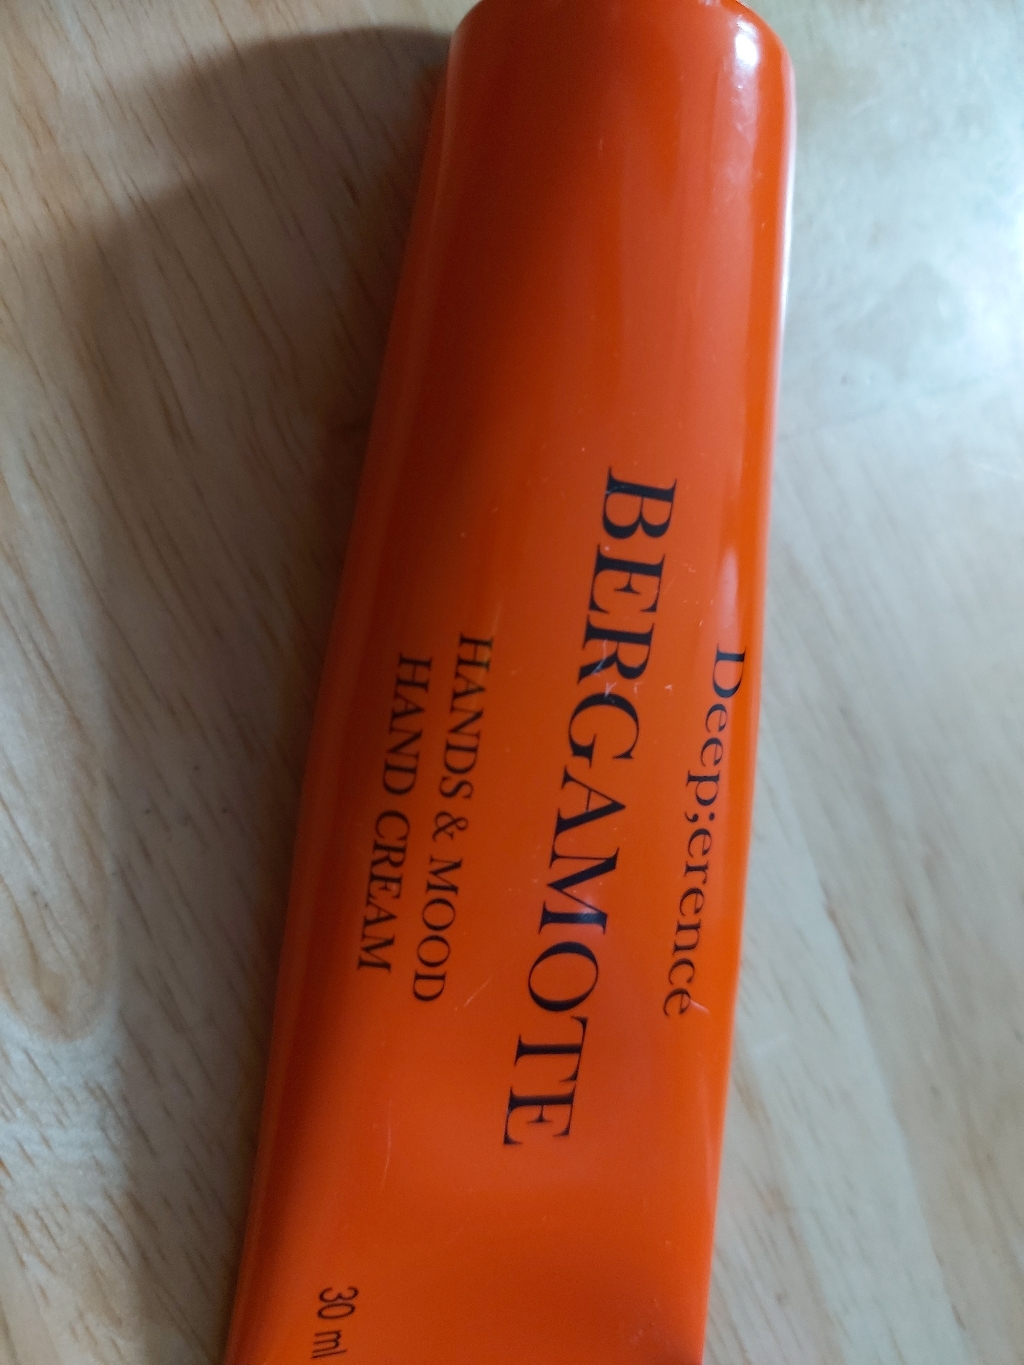 Deep;erence
BERGAMOTE
HANDS & MOOD
HAND CREAM
30 ml